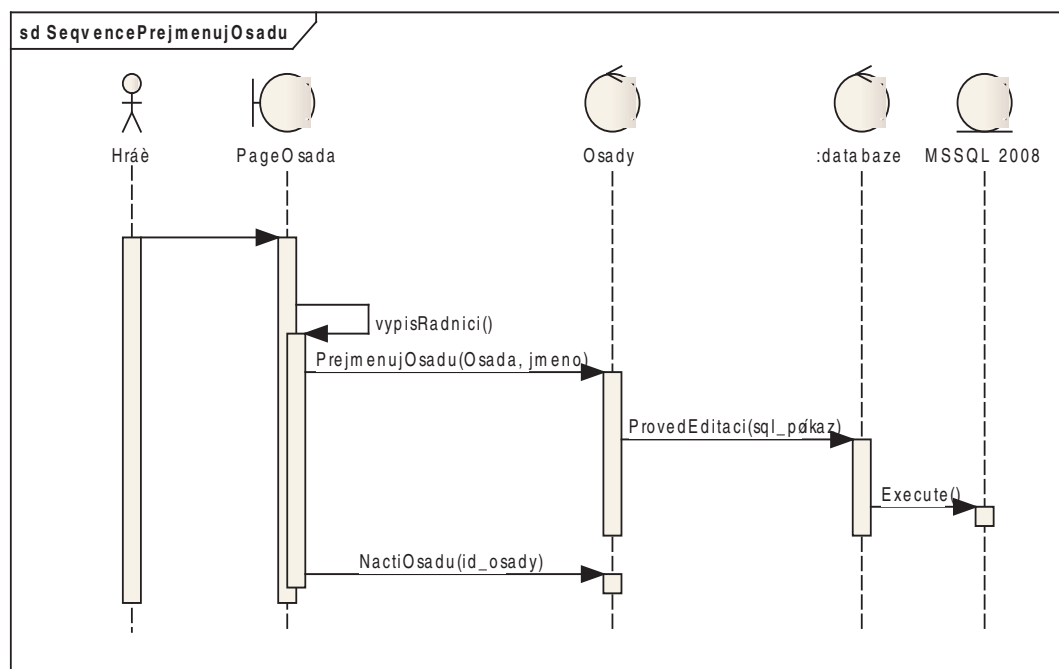 sd SeqvencePrejmenujOsadu
Hráè
PageOsada
Osady
:databaze
MSSQL 2008
vypisRadnici()
PrejmenujOsadu(Osada, jmeno)
ProvedEditaci(sql_pøíkaz)
Execute()
NactiOsadu(id_osady)